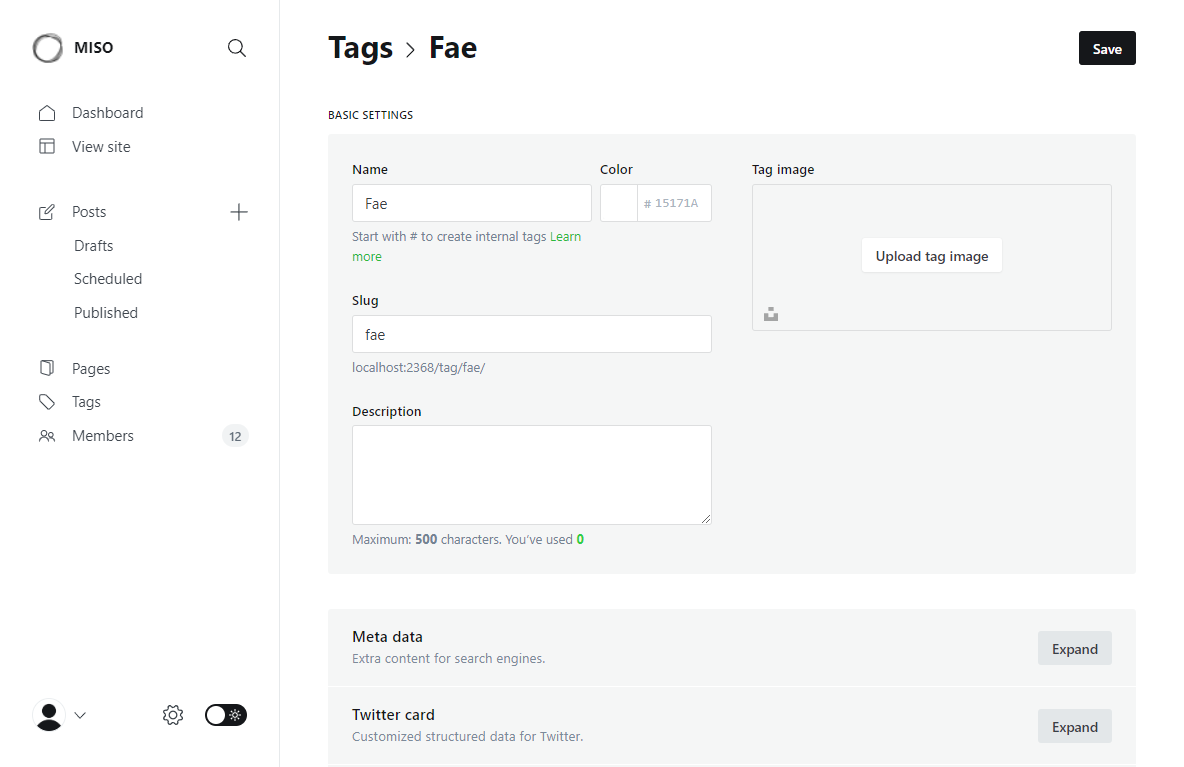 MISO
Dashboard
View site
Posts
Drafts
Scheduled
Published
Pages
Tags
Members 12
Tags > Fae
Save
BASIC SETTINGS
Name
Fae
Start with # to create internal tags Learn
more
Color
# 15171A
Slug
fae
localhost:2368/tag/fae/
Description
Maximum: 500 characters. You’ve used 0
Tag image
Upload tag image
Meta data
Extra content for search engines.
Expand
Twitter card
Customized structured data for Twitter.
Expand